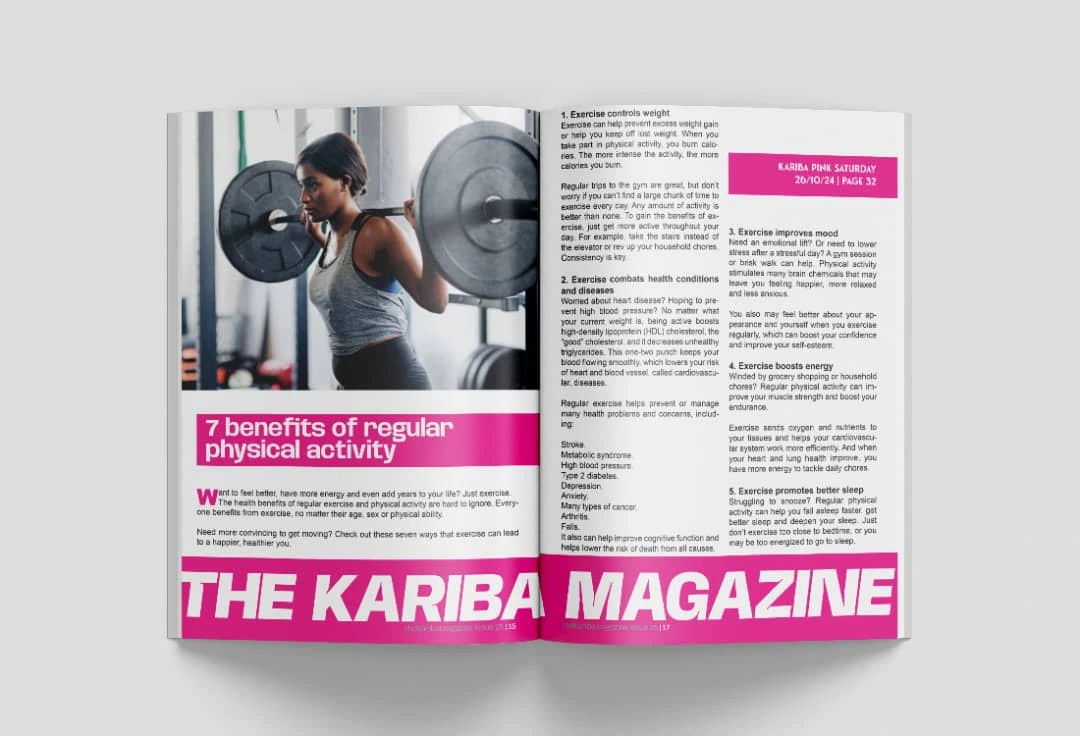 7 benefits of regular
physical activity
Want to feel better, have more energy and even add years to your life? Just exercise.
The health benefits of regular exercise and physical activity are hard to ignore. Every-
one benefits from exercise, no matter their age, sex or physical ability.
Need more convincing to get moving? Check out these seven ways that exercise can lead
to a happier, healthier you.
1. Exercise controls weight
Exercise can help prevent excess weight gain
or help you keep off lost weight. When you
take part in physical activity, you burn calo-
ries. The more intense the activity, the more
calories you burn.
Regular trips to the gym are great, but don't
worry if you can't find a large chunk of time to
exercise every day. Any amount of activity is
better than none. To gain the benefits of ex-
ercise, just get more active throughout your
day. For example, take the stairs instead of
the elevator or rev up your household chores.
Consistency is key.
2. Exercise combats health conditions
and diseases
Worried about heart disease? Hoping to pre-
vent high blood pressure? No matter what
your current weight is, being active boosts
high-density lipoprotein (HDL) cholesterol, the
"good" cholesterol, and it decreases unhealthy
triglycerides. This one-two punch keeps your
blood flowing smoothly, which lowers your risk
of heart and blood vessel, called cardiovascu-
lar, diseases.
Regular exercise helps prevent or manage
many health problems and concerns, includ-
ing:
Stroke.
Metabolic syndrome.
High blood pressure.
Type 2 diabetes.
Depression.
Anxiety.
Many types of cancer.
Arthritis.
Falls.
It also can help improve cognitive function and
helps lower the risk of death from all causes.
KARIBA PINK SATURDAY
26/10/24 | PAGE 32
3. Exercise improves mood
Need an emotional lift? Or need to lower
stress after a stressful day? A gym session
or brisk walk can help. Physical activity
stimulates many brain chemicals that may
leave you feeling happier, more relaxed
and less anxious.
You also may feel better about your ap-
pearance and yourself when you exercise
regularly, which can boost your confidence
and improve your self-esteem.
4. Exercise boosts energy
Winded by grocery shopping or household
chores? Regular physical activity can im-
prove your muscle strength and boost your
endurance.
Exercise sends oxygen and nutrients to
your tissues and helps your cardiovascu-
lar system work more efficiently. And when
your heart and lung health improve, you
have more energy to tackle daily chores.
5. Exercise promotes better sleep
Struggling to snooze? Regular physical
activity can help you fall asleep faster, get
better sleep and deepen your sleep. Just
don't exercise too close to bedtime, or you
may be too energized to go to sleep.
THE KARIBA MAGAZINE
| 15
| 17